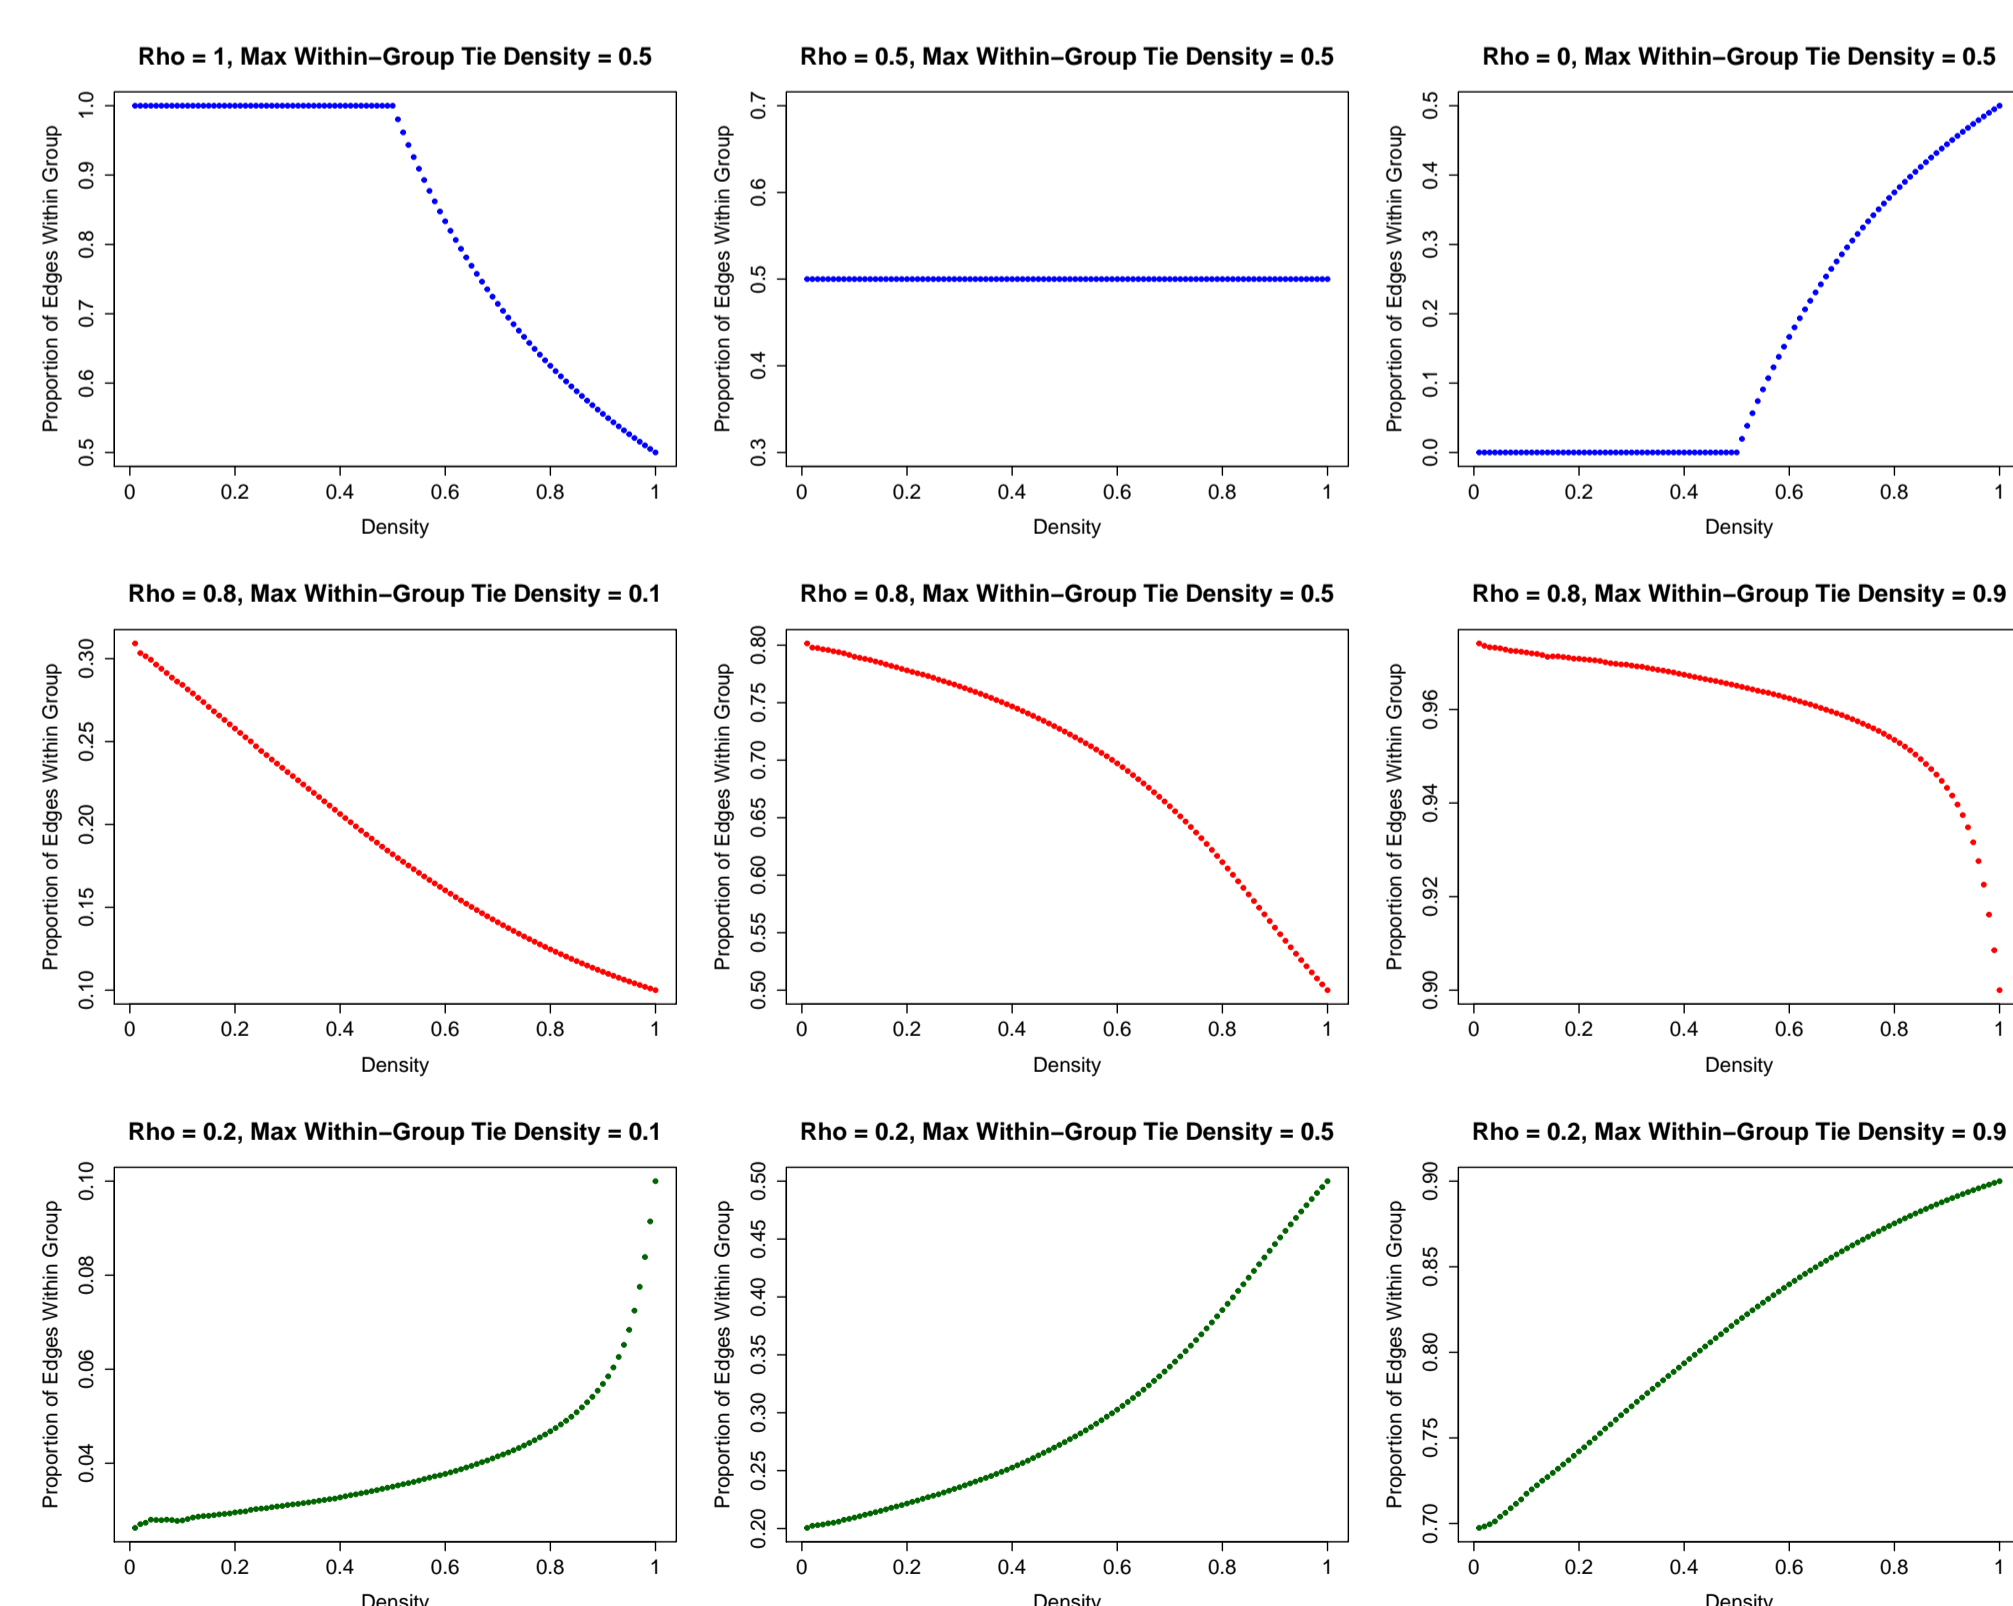 Rho = 1, Max Within−Group Tie Density = 0.5
Proportion of Edges Within Group
1.0
0.9
0.8
0.7
0.6
0.5
0 0.2 0.4 0.6 0.8 1
Density
Rho = 0.5, Max Within−Group Tie Density = 0.5
Proportion of Edges Within Group
0.7
0.6
0.5
0.4
0.3
0 0.2 0.4 0.6 0.8 1
Density
Rho = 0, Max Within−Group Tie Density = 0.5
Proportion of Edges Within Group
0.5
0.4
0.3
0.2
0.1
0.0
0 0.2 0.4 0.6 0.8 1
Density
Rho = 0.8, Max Within−Group Tie Density = 0.1
Proportion of Edges Within Group
0.30
0.25
0.20
0.15
0.10
0 0.2 0.4 0.6 0.8 1
Density
Rho = 0.8, Max Within−Group Tie Density = 0.5
Proportion of Edges Within Group
0.80
0.75
0.70
0.65
0.60
0.55
0.50
0 0.2 0.4 0.6 0.8 1
Density
Rho = 0.8, Max Within−Group Tie Density = 0.9
Proportion of Edges Within Group
0.96
0.94
0.92
0.90
0 0.2 0.4 0.6 0.8 1
Density
Rho = 0.2, Max Within−Group Tie Density = 0.1
Proportion of Edges Within Group
0.10
0.08
0.06
0.04
0 0.2 0.4 0.6 0.8 1
Density
Rho = 0.2, Max Within−Group Tie Density = 0.5
Proportion of Edges Within Group
0.50
0.45
0.40
0.35
0.30
0.25
0.20
0 0.2 0.4 0.6 0.8 1
Density
Rho = 0.2, Max Within−Group Tie Density = 0.9
Proportion of Edges Within Group
0.90
0.85
0.80
0.75
0.70
0 0.2 0.4 0.6 0.8 1
Density